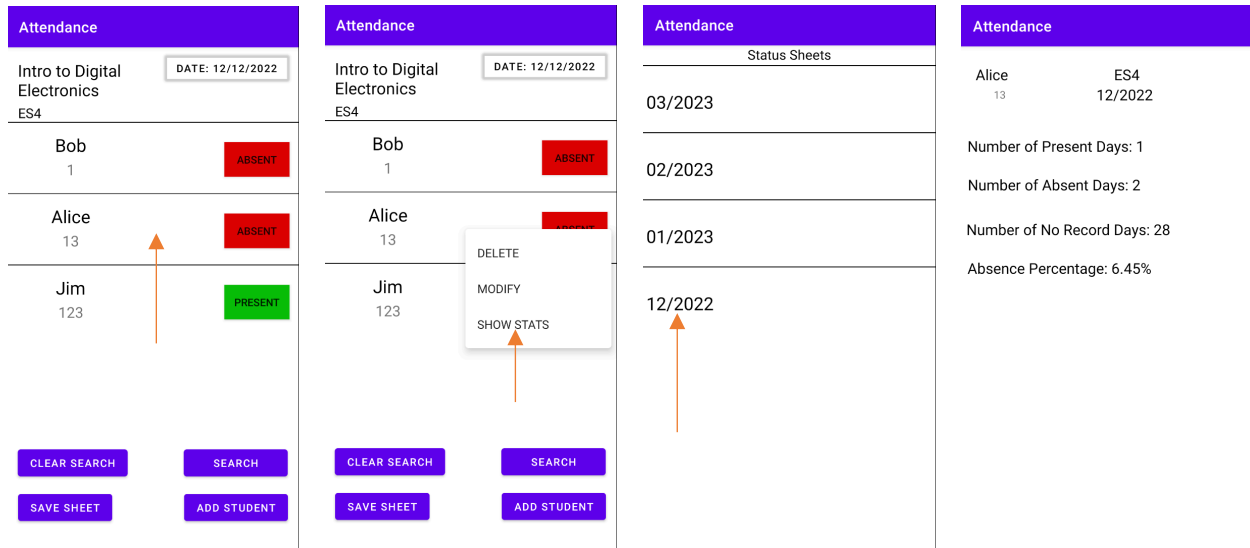 Attendance
DATE: 12/12/2022
Intro to Digital
Electronics
ES4
Bob
1
ABSENT
Alice
13
ABSENT
Jim
123
PRESENT
CLEAR SEARCH
SEARCH
SAVE SHEET
ADD STUDENT
Attendance
DATE: 12/12/2022
Intro to Digital
Electronics
ES4
Bob
1
ABSENT
Alice
13
ABSENT
DELETE
MODIFY
SHOW STATS
Jim
123
CLEAR SEARCH
SEARCH
SAVE SHEET
ADD STUDENT
Attendance
Status Sheets
03/2023
02/2023
01/2023
12/2022
Attendance
Alice
ES4
13
12/2022
Number of Present Days: 1
Number of Absent Days: 2
Number of No Record Days: 28
Absence Percentage: 6.45%